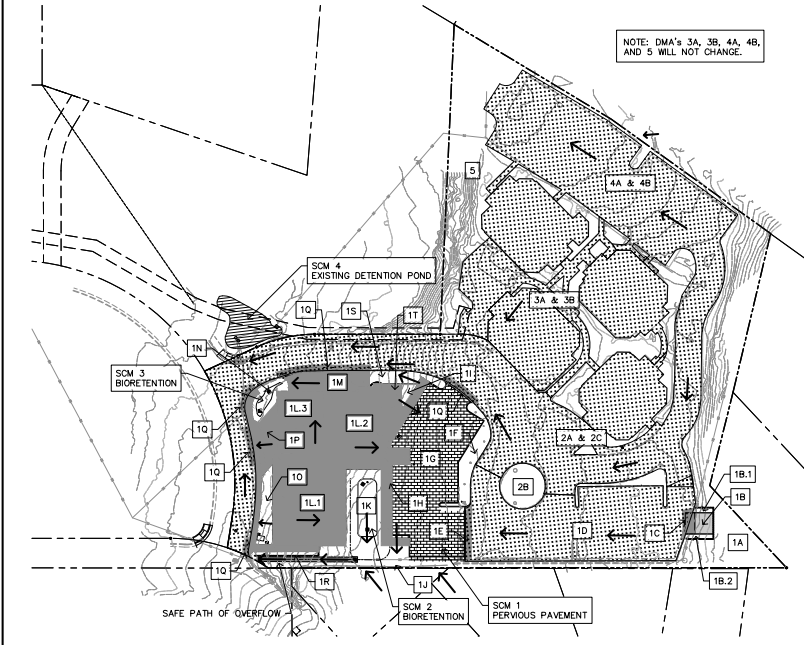 NOTE: DMA's 3A, 3B, 4A, 4B,
AND 5 WILL NOT CHANGE.
5
4A & 4B
SCM 4
EXISTING DETENTION POND
3A & 3B
1Q
1S
1T
1N
SCM 3
BIORETENTION
1M
1I
1L.3
1Q
1L.2
1Q
1P
1F
2A & 2C
1Q
1G
2B
1B.1
1O
1L.1
1K
1H
1B
1E
1D
1C
1A
1Q
1R
1J
1B.2
SAFE PATH OF OVERFLOW
SCM 2
BIORETENTION
SCM 1
PERVIOUS PAVEMENT